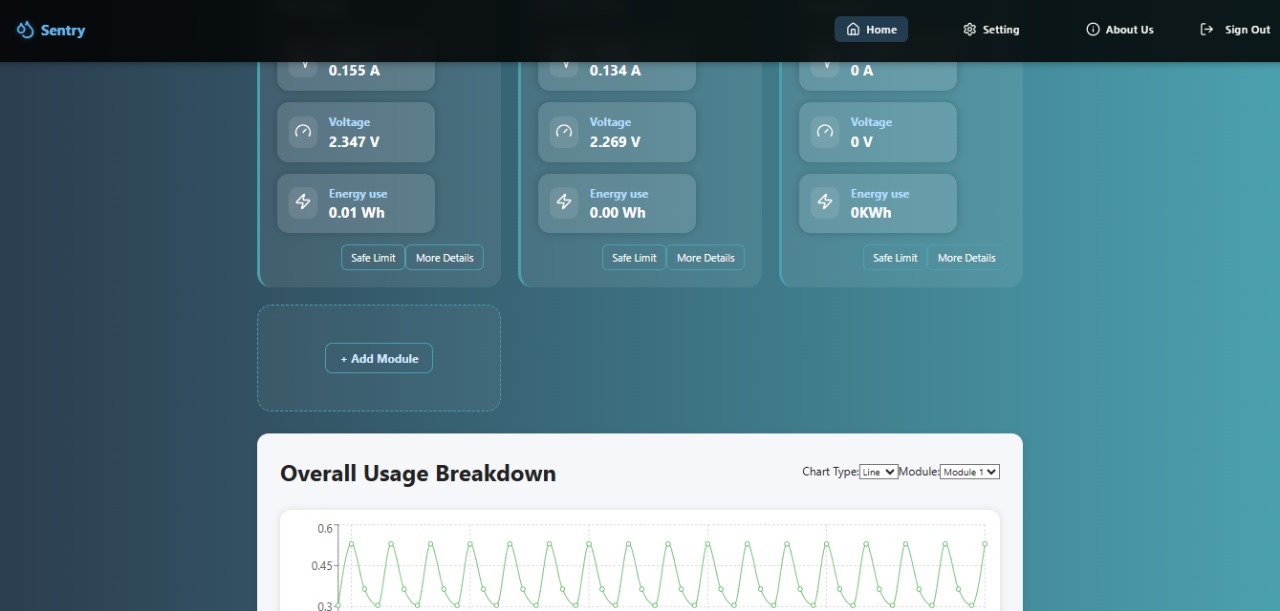 Sentry
Home
Setting
About Us
Sign Out
0.155 A
Voltage
2.347 V
Energy use
0.01 Wh
Safe Limit
More Details
0.134 A
Voltage
2.269 V
Energy use
0.00 Wh
Safe Limit
More Details
0 A
Voltage
0 V
Energy use
0KWh
Safe Limit
More Details
+ Add Module
Overall Usage Breakdown
Chart Type: Line Module: Module 1
0.6
0.45
0.3